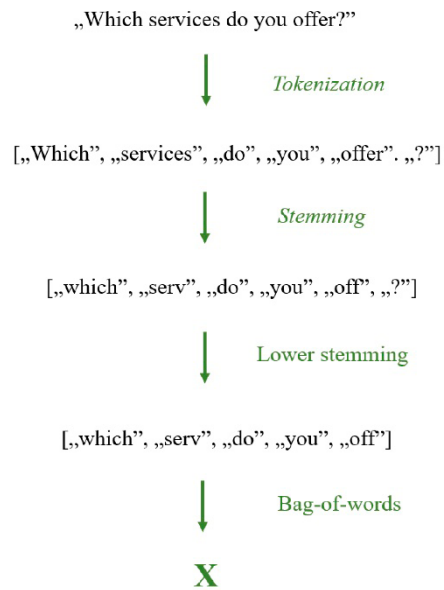 „Which services do you offer?”
Tokenization
[„Which”, „services”, „do”, „you”, „offer”. „?”]
Stemming
[„which”, „serv”, „do”, „you”, „off”, „?”]
Lower stemming
[„which”, „serv”, „do”, „you”, „off”]
Bag-of-words
X